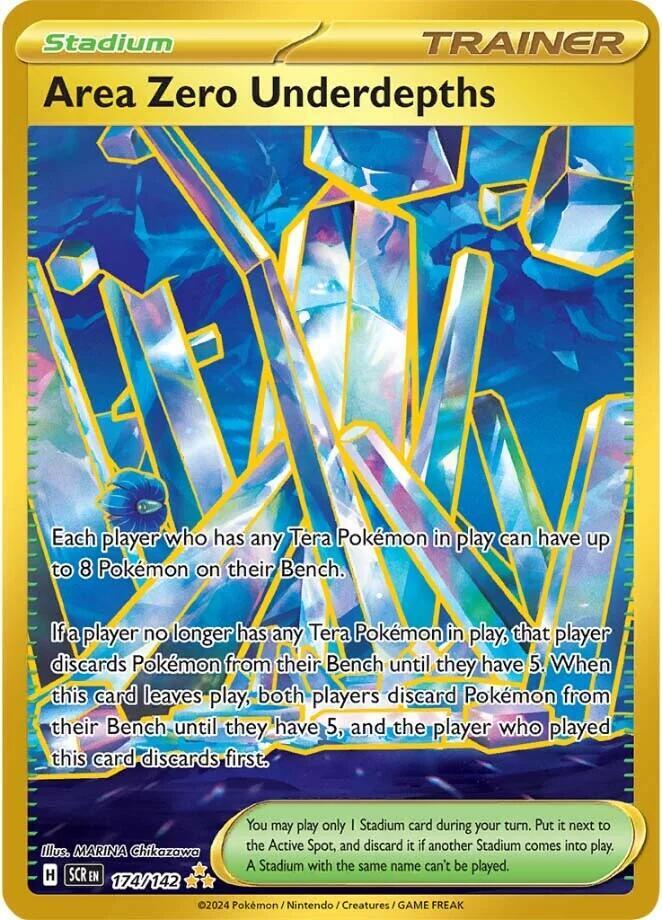 Stadium TRAINER
Area Zero Underdepths
Each player who has any Tera Pokémon in play can have up
to 8 Pokémon on their Bench.
If a player no longer has any Tera Pokémon in play, that player
discards Pokémon from their Bench until they have 5. When
this card leaves play, both players discard Pokémon from
their Bench until they have 5, and the player who played
this card discards first.
You may play only 1 Stadium card during your turn. Put it next to
the Active Spot, and discard it if another Stadium comes into play.
A Stadium with the same name can't be played.
Illus. MARINA Chikazawa
H SCR EN 174/142
©2024 Pokémon / Nintendo / Creatures / GAME FREAK